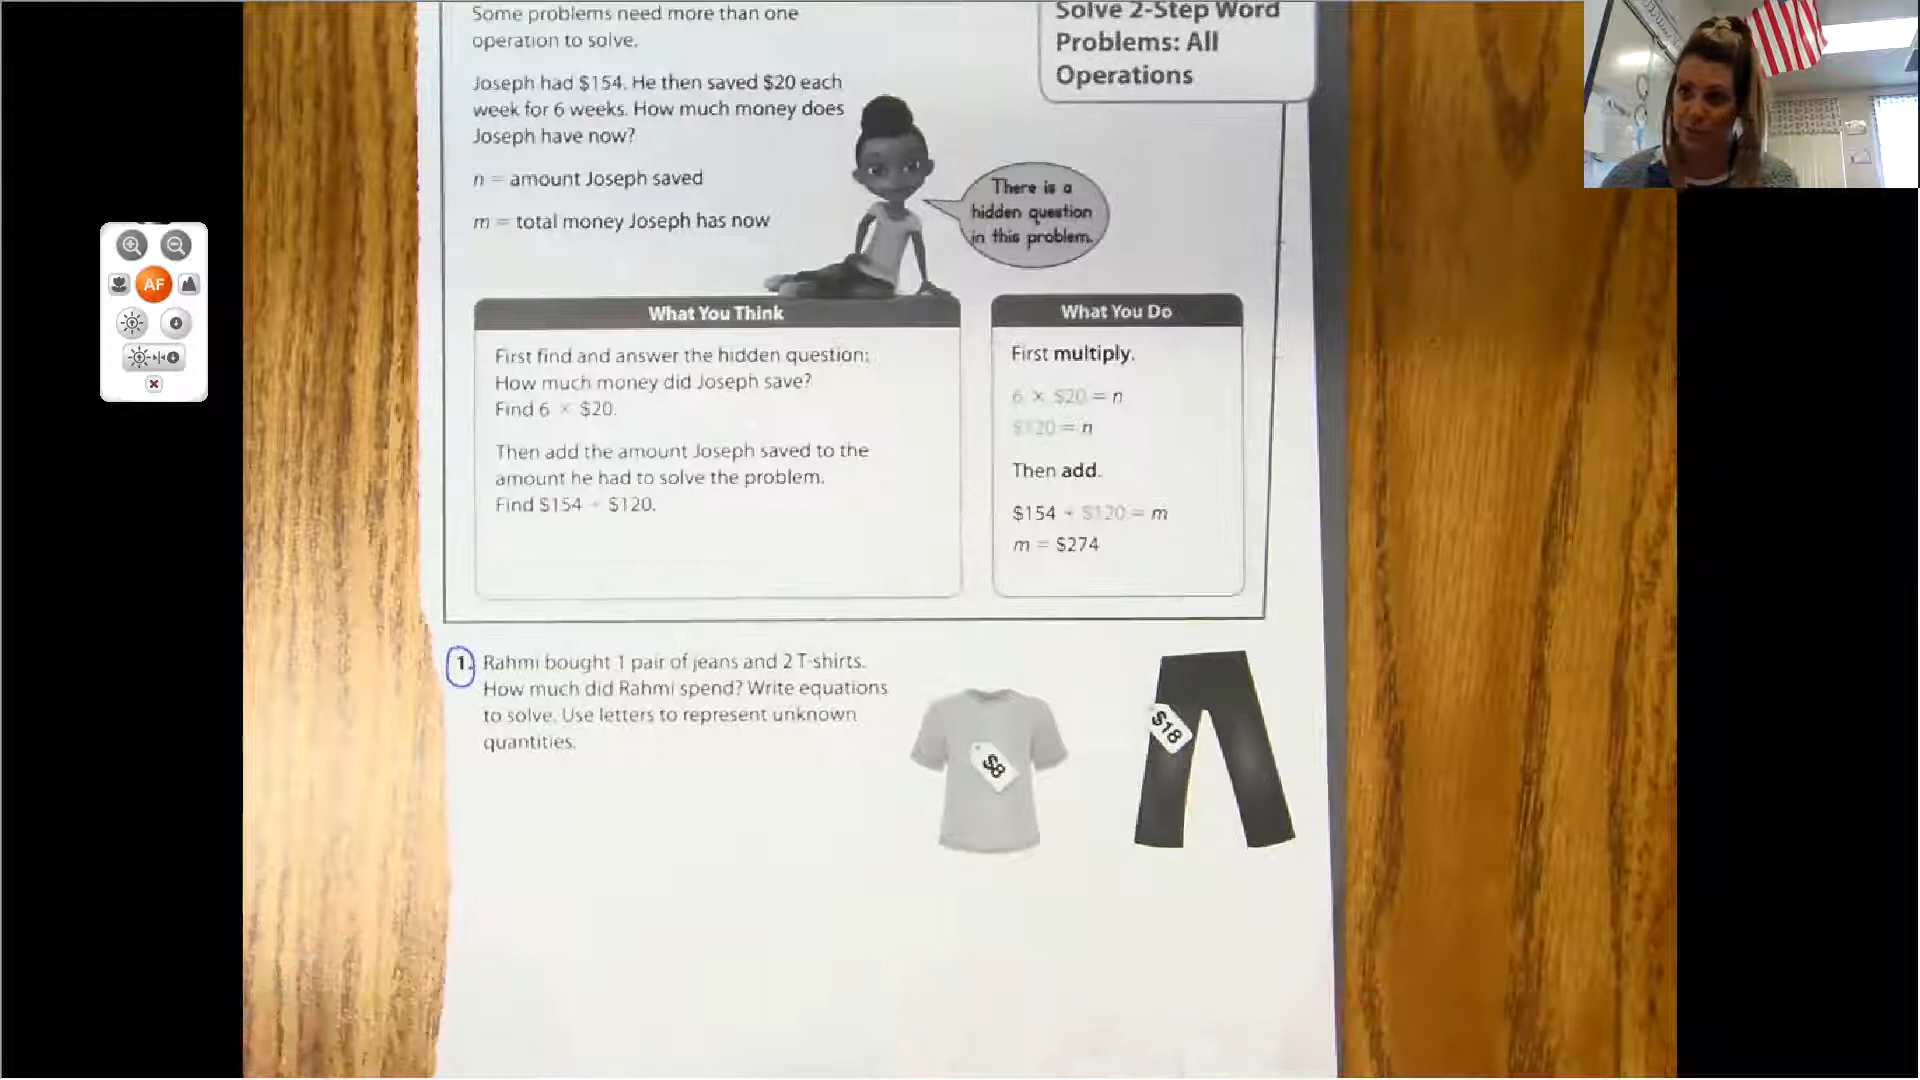 Some problems need more than one
operation to solve.
Solve 2-Step Word
Problems: All
Operations
Joseph had $154. He then saved $20 each
week for 6 weeks. How much money does
Joseph have now?
n = amount Joseph saved
m = total money Joseph has now
There is a
hidden question
in this problem.
What You Think
First find and answer the hidden question:
How much money did Joseph save?
Find 6 × $20.
Then add the amount Joseph saved to the
amount he had to solve the problem.
Find $154 + $120.
What You Do
First multiply.
6 × $20 = n
$120 = n
Then add.
$154 + $120 = m
m = $274
1. Rahmi bought 1 pair of jeans and 2 T-shirts.
How much did Rahmi spend? Write equations
to solve. Use letters to represent unknown
quantities.
$8
$18
AF